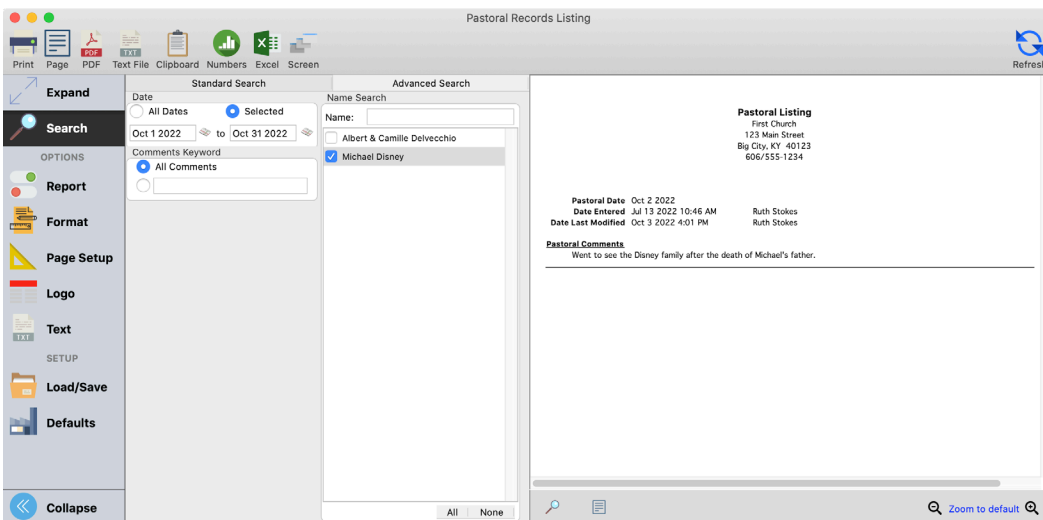 Pastoral Records Listing
Print Page PDF Text File Clipboard Numbers Excel Screen Refresh
Expand
Search
OPTIONS
Report
Format
Page Setup
Logo
Text
SETUP
Load/Save
Defaults
Collapse
Standard Search Advanced Search
Date
All Dates Selected
Oct 1 2022 to Oct 31 2022
Comments Keyword
All Comments
Name Search
Name:
Albert & Camille Delvecchio
Michael Disney
All None
Pastoral Listing
First Church
123 Main Street
Big City, KY 40123
606/555-1234
Pastoral Date Oct 2 2022
Date Entered Jul 13 2022 10:46 AM Ruth Stokes
Date Last Modified Oct 3 2022 4:01 PM Ruth Stokes
Pastoral Comments
Went to see the Disney family after the death of Michael's father.
Zoom to default